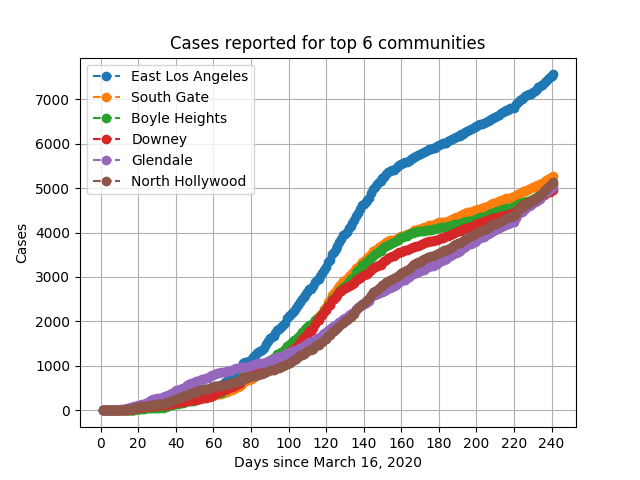 Cases reported for top 6 communities
East Los Angeles
South Gate
Boyle Heights
Downey
Glendale
North Hollywood
Cases
7000
6000
5000
4000
3000
2000
1000
0
0 20 40 60 80 100 120 140 160 180 200 220 240
Days since March 16, 2020